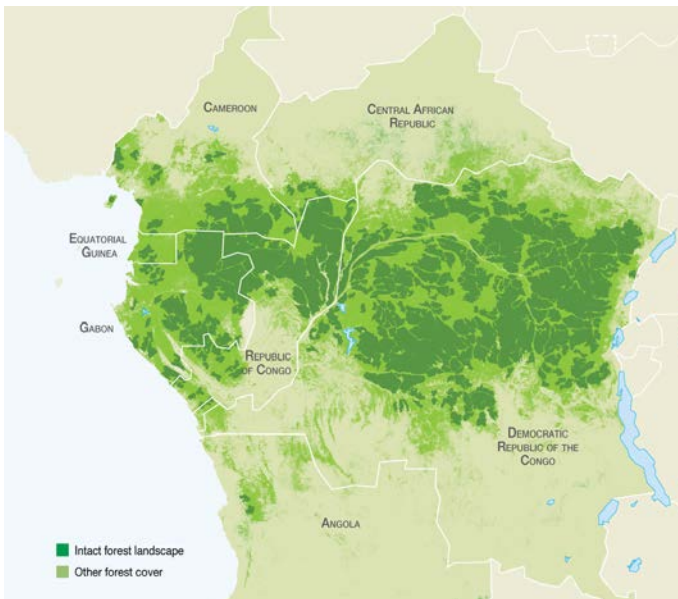 CAMEROON
CENTRAL AFRICAN
REPUBLIC
EQUATORIAL
GUINEA
GABON
REPUBLIC
OF CONGO
DEMOCRATIC
REPUBLIC OF THE
CONGO
ANGOLA
Intact forest landscape
Other forest cover